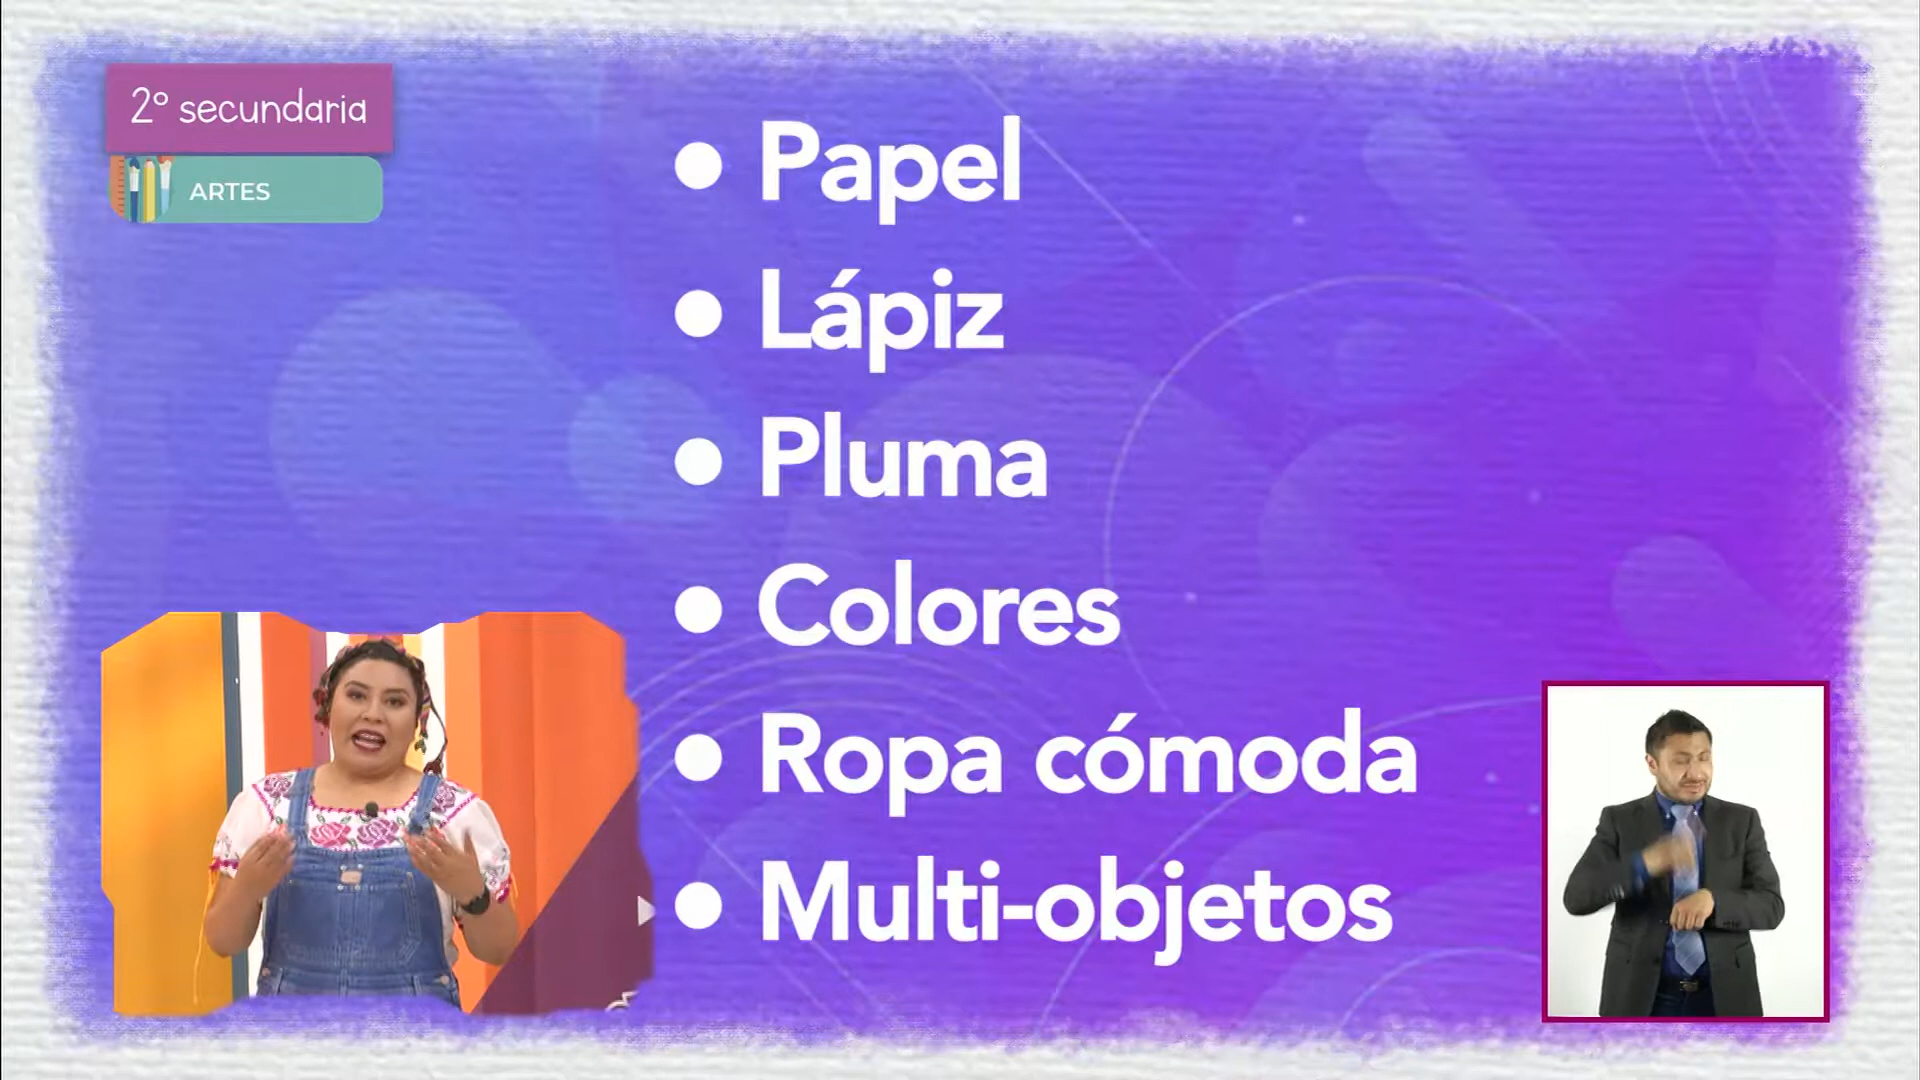 2° secundaria
ARTES
• Papel
• Lápiz
• Pluma
• Colores
• Ropa cómoda
• Multi-objetos